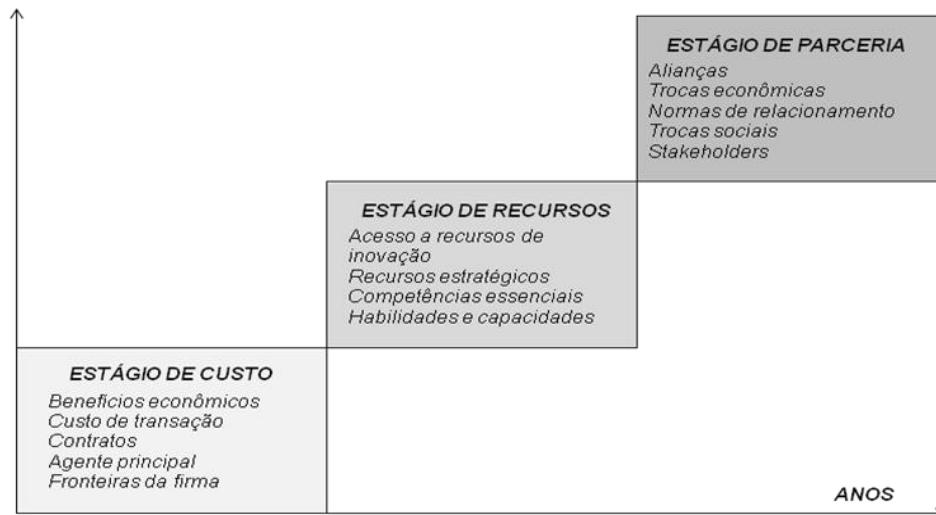 ESTÁGIO DE PARCERIA
Alianças
Trocas econômicas
Normas de relacionamento
Trocas sociais
Stakeholders
ESTÁGIO DE RECURSOS
Acesso a recursos de
inovação
Recursos estratégicos
Competências essenciais
Habilidades e capacidades
ESTÁGIO DE CUSTO
Benefícios econômicos
Custo de transação
Contratos
Agente principal
Fronteiras da firma
ANOS